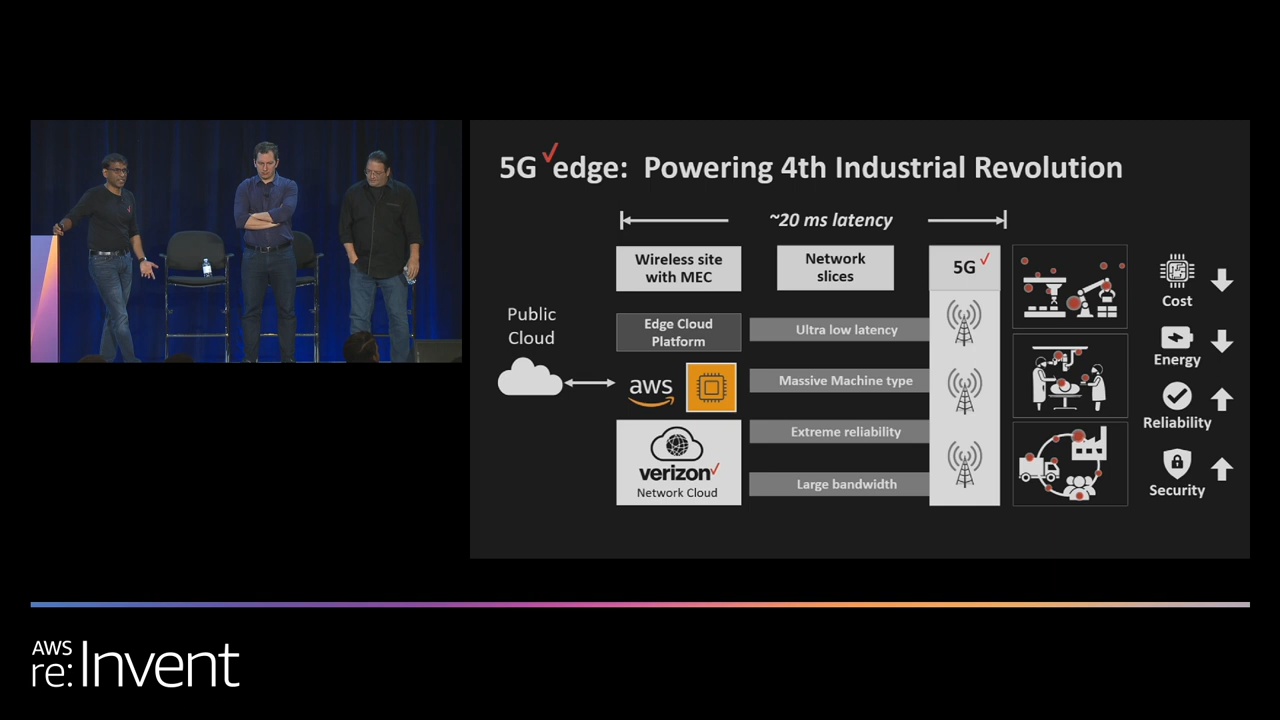 5G edge: Powering 4th Industrial Revolution
~20 ms latency
Wireless site
with MEC
Network
slices
5G
Public
Cloud
Edge Cloud
Platform
aws
verizon
Network Cloud
Ultra low latency
Massive Machine type
Extreme reliability
Large bandwidth
Cost
Energy
Reliability
Security
AWS
re:Invent